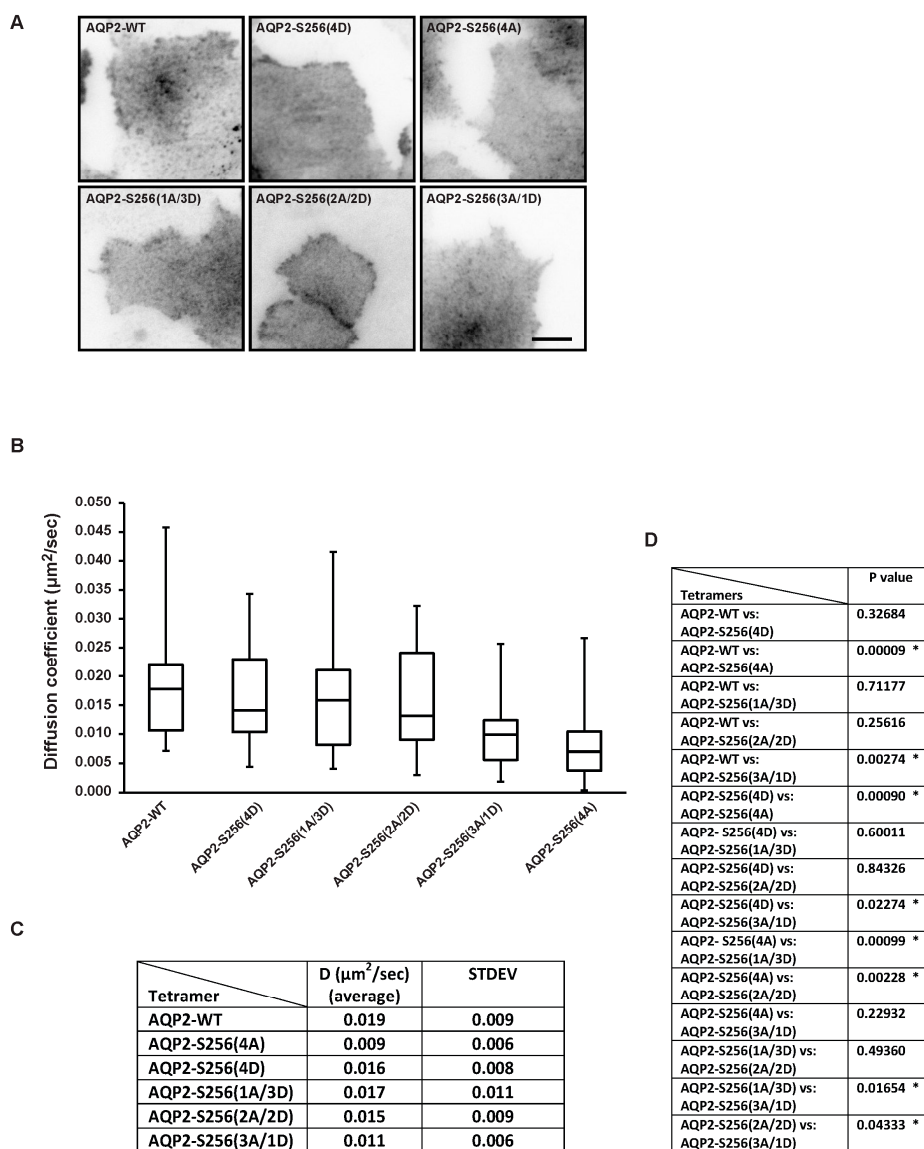 A
AQP2-WT
AQP2-S256(4D)
AQP2-S256(4A)
AQP2-S256(1A/3D)
AQP2-S256(2A/2D)
AQP2-S256(3A/1D)
B
Diffusion coefficient (µm²/sec)
0.050
0.045
0.040
0.035
0.030
0.025
0.020
0.015
0.010
0.005
0.000
AQP2-WT
AQP2-S256(4D)
AQP2-S256(1A/3D)
AQP2-S256(2A/2D)
AQP2-S256(3A/1D)
AQP2-S256(4A)
C
Tetramer D (µm²/sec) (average) STDEV
AQP2-WT 0.019 0.009
AQP2-S256(4A) 0.009 0.006
AQP2-S256(4D) 0.016 0.008
AQP2-S256(1A/3D) 0.017 0.011
AQP2-S256(2A/2D) 0.015 0.009
AQP2-S256(3A/1D) 0.011 0.006
D
Tetramers P value
AQP2-WT vs: 0.32684
AQP2-S256(4D)
AQP2-WT vs: 0.00009 *
AQP2-S256(4A)
AQP2-WT vs: 0.71177
AQP2-S256(1A/3D)
AQP2-WT vs: 0.25616
AQP2-S256(2A/2D)
AQP2-WT vs: 0.00274 *
AQP2-S256(3A/1D)
AQP2-S256(4D) vs: 0.00090 *
AQP2-S256(4A)
AQP2- S256(4D) vs: 0.60011
AQP2-S256(1A/3D)
AQP2-S256(4D) vs: 0.84326
AQP2-S256(2A/2D)
AQP2-S256(4D) vs: 0.02274 *
AQP2-S256(3A/1D)
AQP2- S256(4A) vs: 0.00099 *
AQP2-S256(1A/3D)
AQP2-S256(4A) vs: 0.00228 *
AQP2-S256(2A/2D)
AQP2-S256(4A) vs: 0.22932
AQP2-S256(3A/1D)
AQP2-S256(1A/3D) vs: 0.49360
AQP2-S256(2A/2D)
AQP2-S256(1A/3D) vs: 0.01654 *
AQP2-S256(3A/1D)
AQP2-S256(2A/2D) vs: 0.04333 *
AQP2-S256(3A/1D)